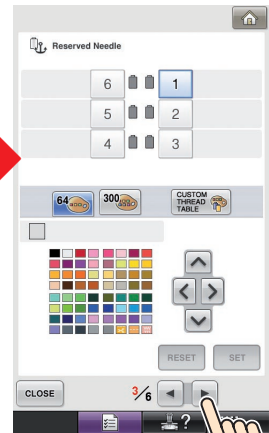 Reserved Needle
6 1
5 2
4 3
64 300 CUSTOM THREAD TABLE
RESET SET
CLOSE 3/6
?